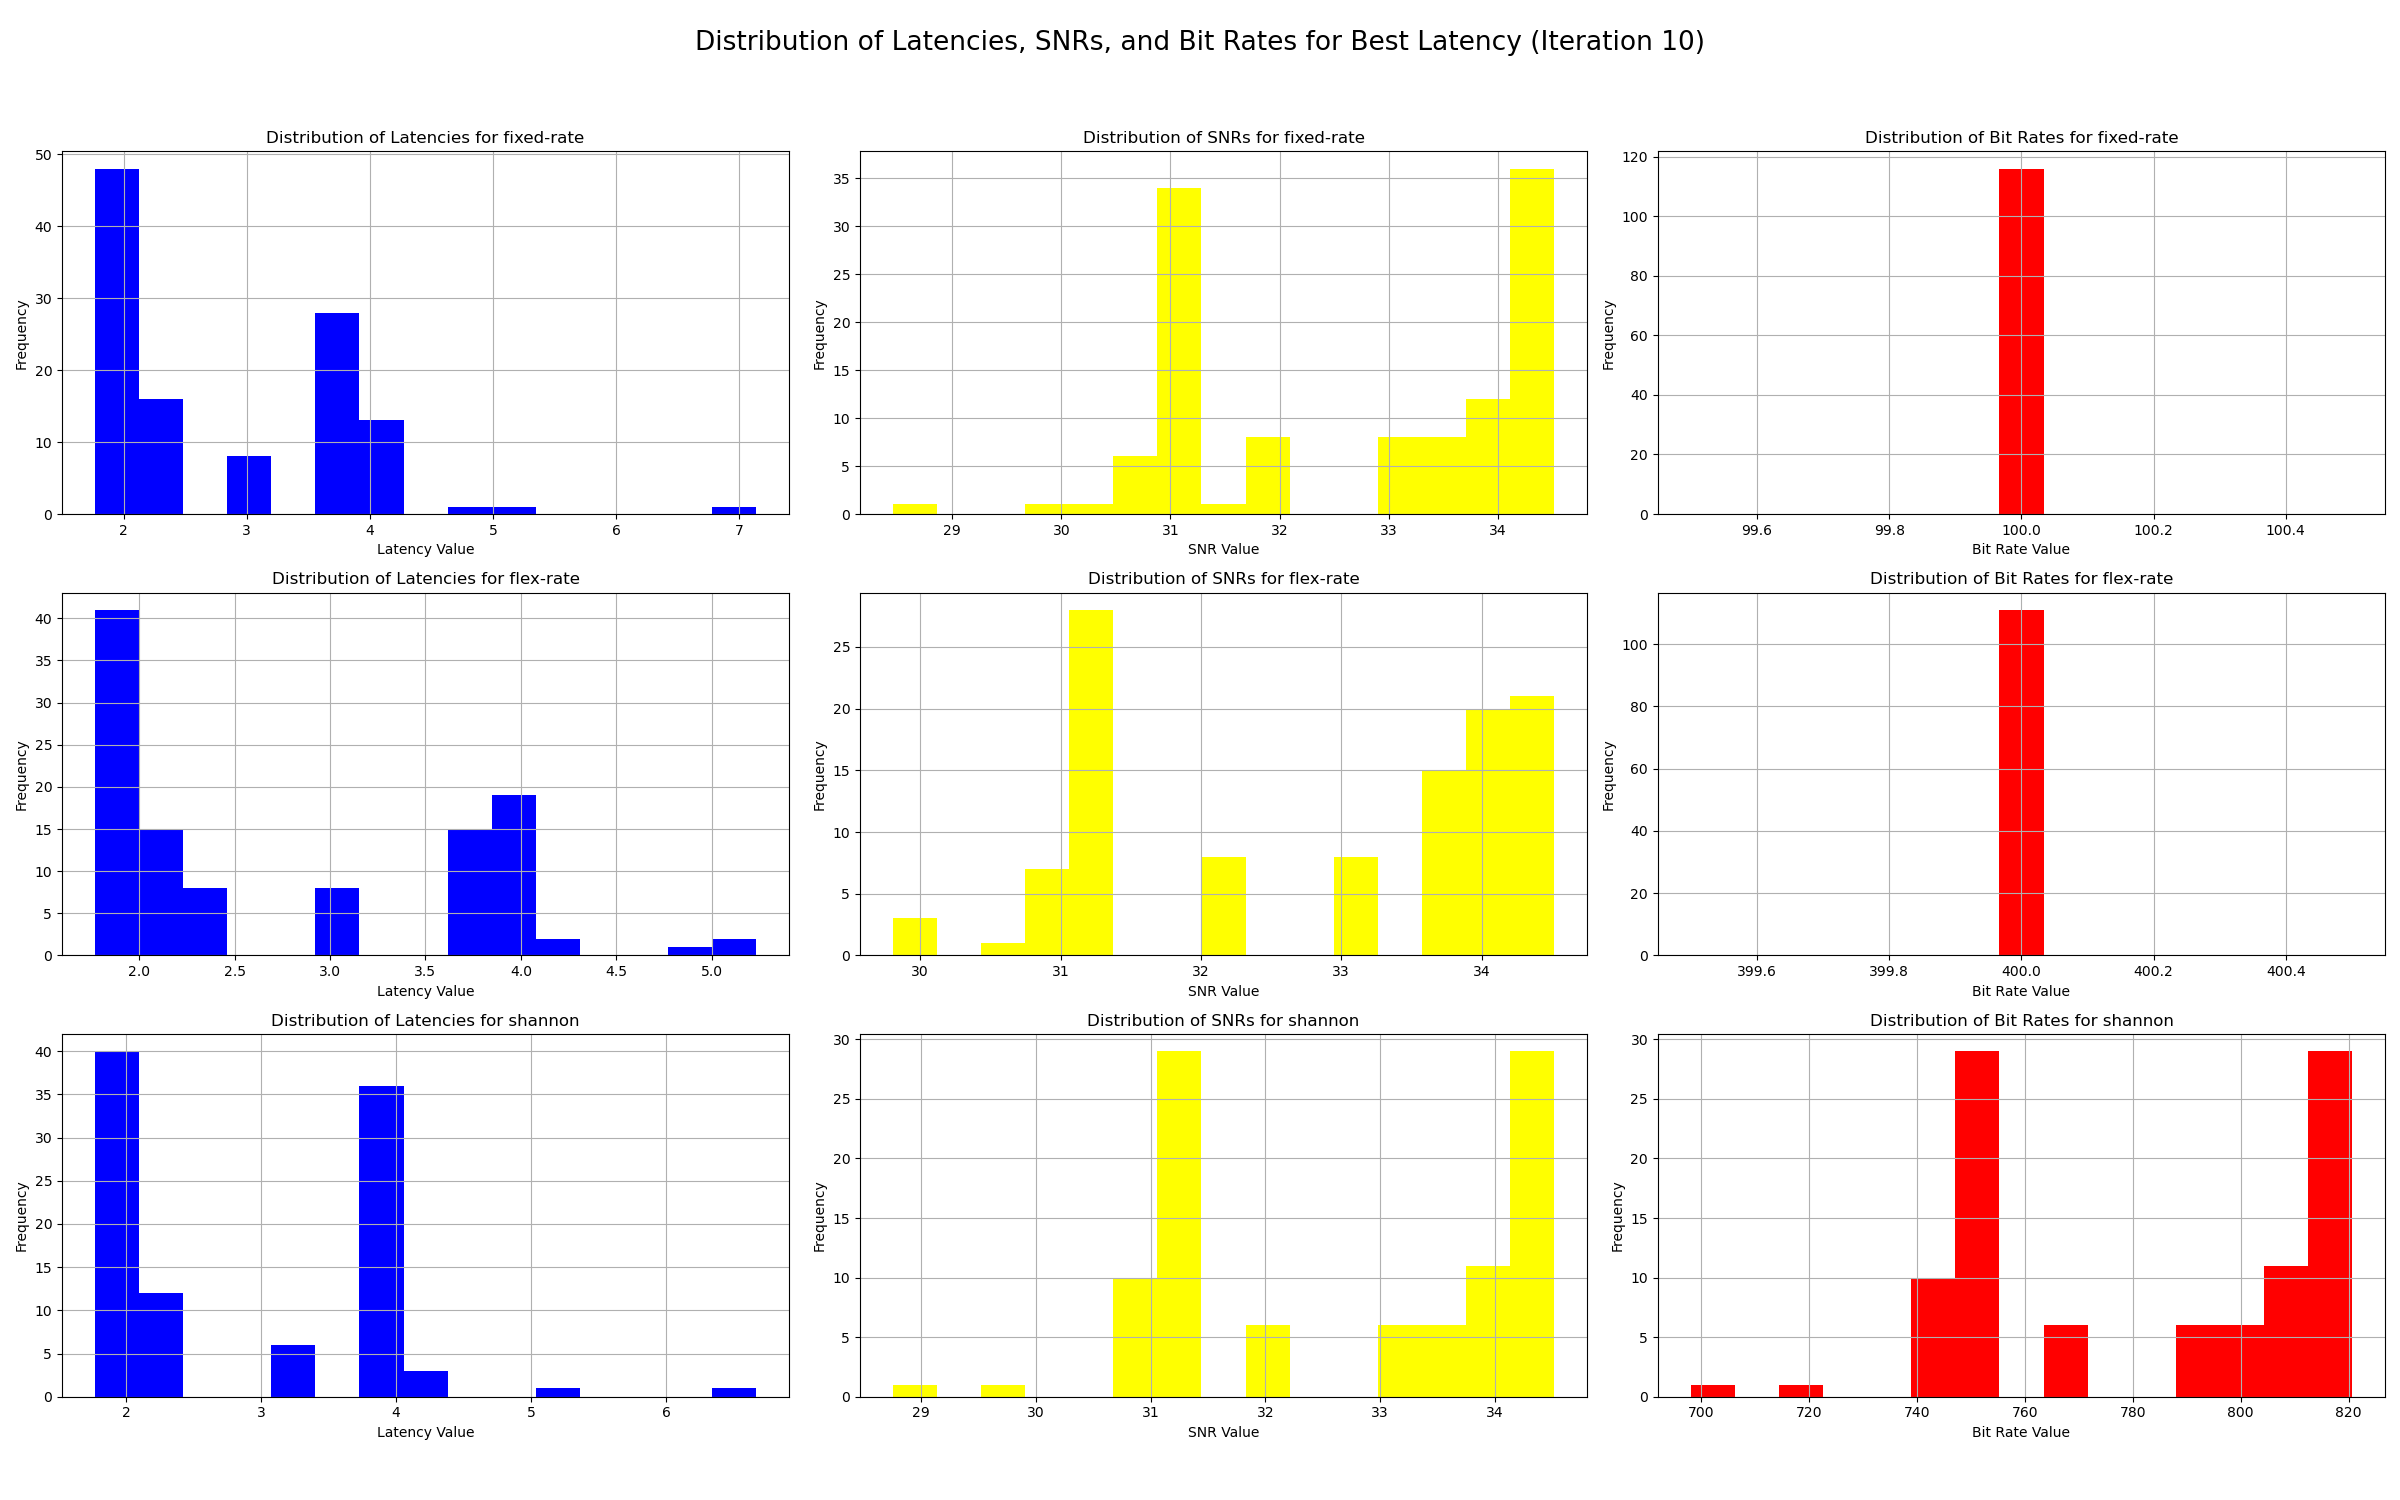 Distribution of Latencies, SNRs, and Bit Rates for Best Latency (Iteration 10)
Distribution of Latencies for fixed-rate
50
40
30
20
10
0
Frequency
2 3 4 5 6 7
Latency Value
Distribution of SNRs for fixed-rate
35
30
25
20
15
10
5
0
Frequency
29 30 31 32 33 34
SNR Value
Distribution of Bit Rates for fixed-rate
120
100
80
60
40
20
0
Frequency
99.6 99.8 100.0 100.2 100.4
Bit Rate Value
Distribution of Latencies for flex-rate
40
35
30
25
20
15
10
5
0
Frequency
2.0 2.5 3.0 3.5 4.0 4.5 5.0
Latency Value
Distribution of SNRs for flex-rate
25
20
15
10
5
0
Frequency
30 31 32 33 34
SNR Value
Distribution of Bit Rates for flex-rate
100
80
60
40
20
0
Frequency
399.6 399.8 400.0 400.2 400.4
Bit Rate Value
Distribution of Latencies for shannon
40
35
30
25
20
15
10
5
0
Frequency
2 3 4 5 6
Latency Value
Distribution of SNRs for shannon
30
25
20
15
10
5
0
Frequency
29 30 31 32 33 34
SNR Value
Distribution of Bit Rates for shannon
30
25
20
15
10
5
0
Frequency
700 720 740 760 780 800 820
Bit Rate Value